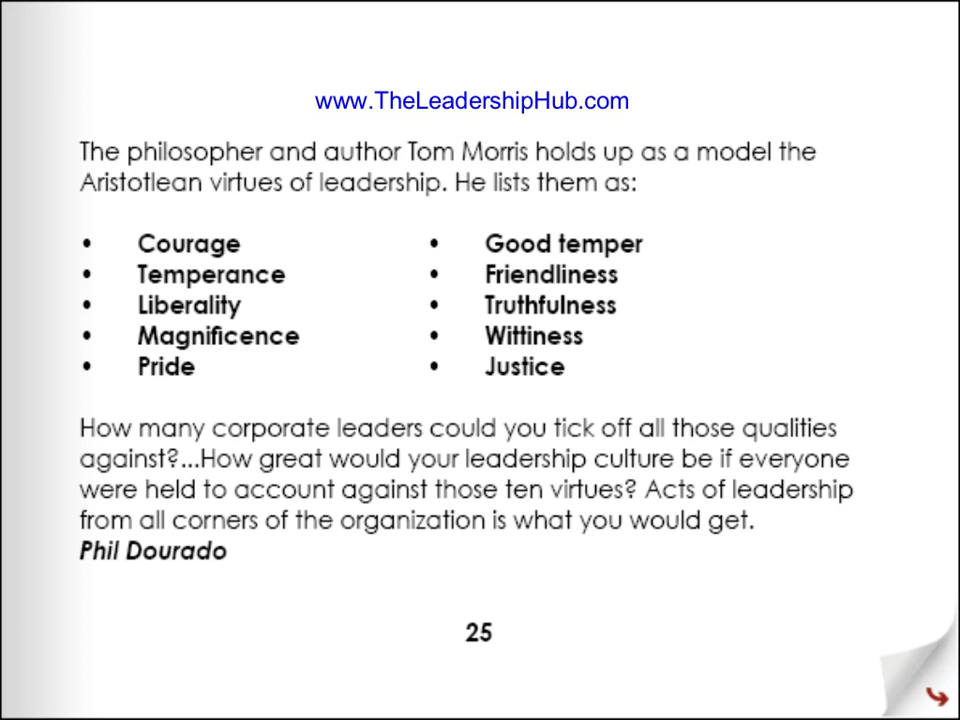 www.TheLeadershipHub.com
The philosopher and author Tom Morris holds up as a model the
Aristotlean virtues of leadership. He lists them as:
• Courage
• Temperance
• Liberality
• Magnificence
• Pride
• Good temper
• Friendliness
• Truthfulness
• Wittiness
• Justice
How many corporate leaders could you tick off all those qualities
against?...How great would your leadership culture be if everyone
were held to account against those ten virtues? Acts of leadership
from all corners of the organization is what you would get.
Phil Dourado
25